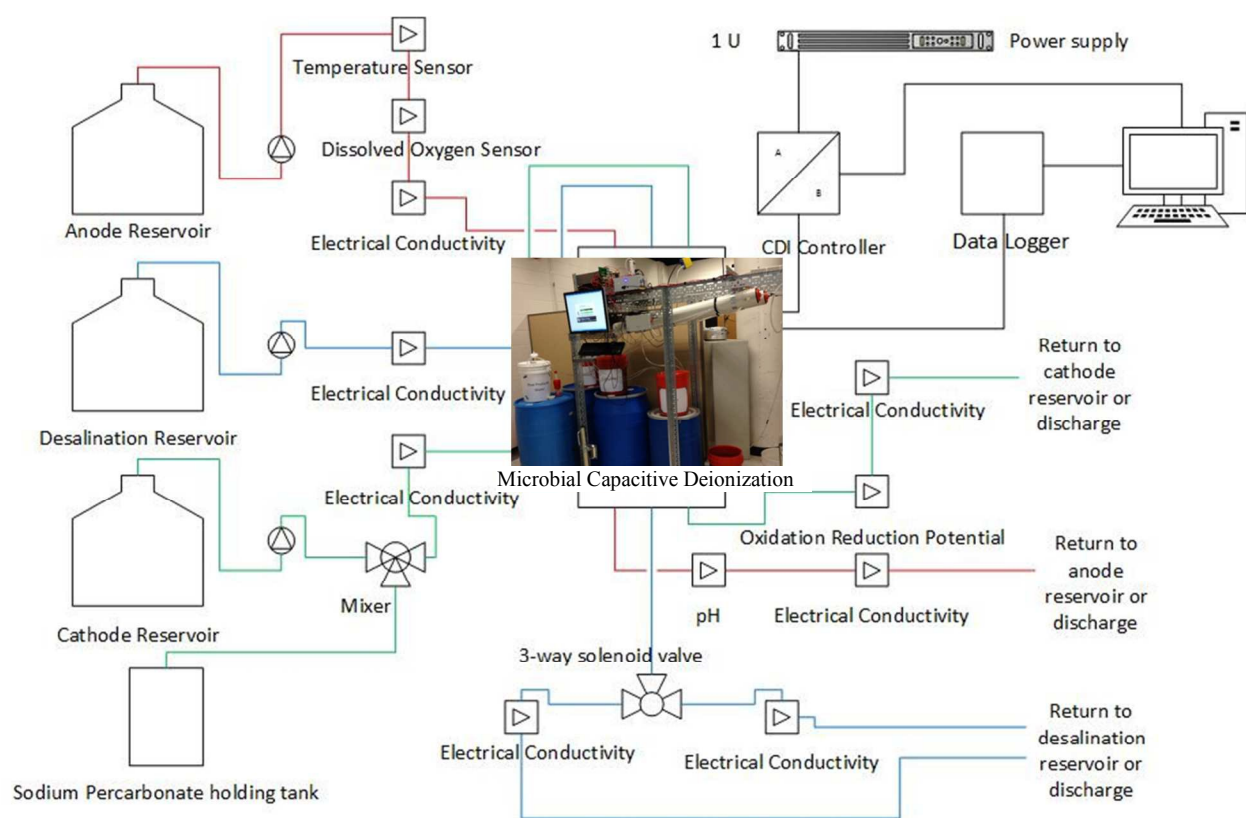 1 U
Power supply
Temperature Sensor
Dissolved Oxygen Sensor
A
B
Anode Reservoir
Electrical Conductivity
CDI Controller
Data Logger
Return to
cathode
reservoir or
discharge
Electrical Conductivity
Electrical Conductivity
Desalination Reservoir
Microbial Capacitive Deionization
Electrical Conductivity
Oxidation Reduction Potential
Return to
anode
reservoir or
discharge
Mixer
pH
Electrical Conductivity
Cathode Reservoir
3-way solenoid valve
Return to
desalination
reservoir or
discharge
Electrical Conductivity
Electrical Conductivity
Sodium Percarbonate holding tank